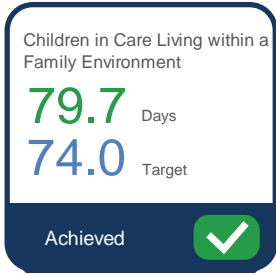 Children in Care Living within a
Family Environment
79.7 Days
74.0 Target
Achieved